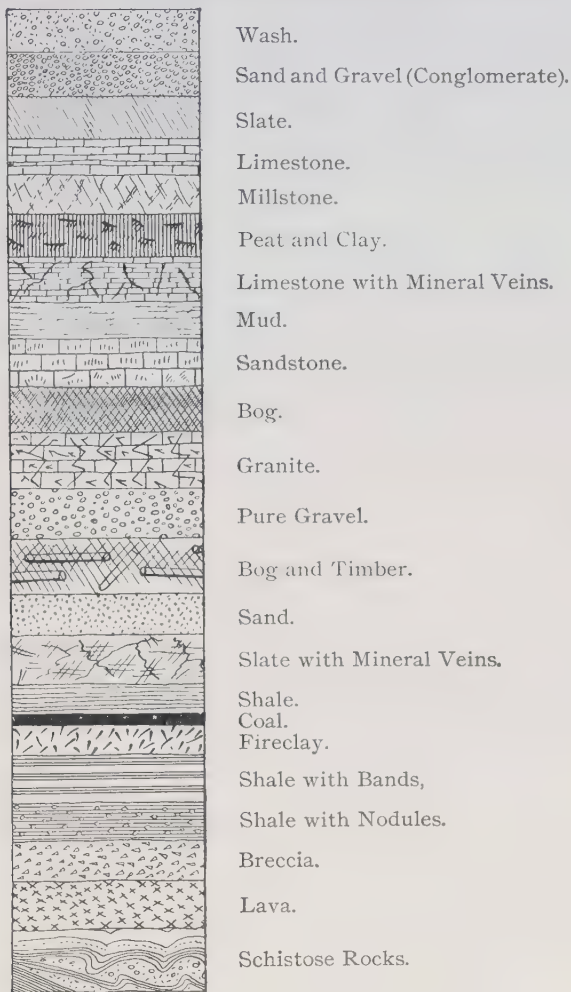 Wash.
Sand and Gravel (Conglomerate).
Slate.
Limestone.
Millstone.
Peat and Clay.
Limestone with Mineral Veins.
Mud.
Sandstone.
Bog.
Granite.
Pure Gravel.
Bog and Timber.
Sand.
Slate with Mineral Veins.
Shale.
Coal.
Fireclay.
Shale with Bands,
Shale with Nodules.
Breccia.
Lava.
Schistose Rocks.